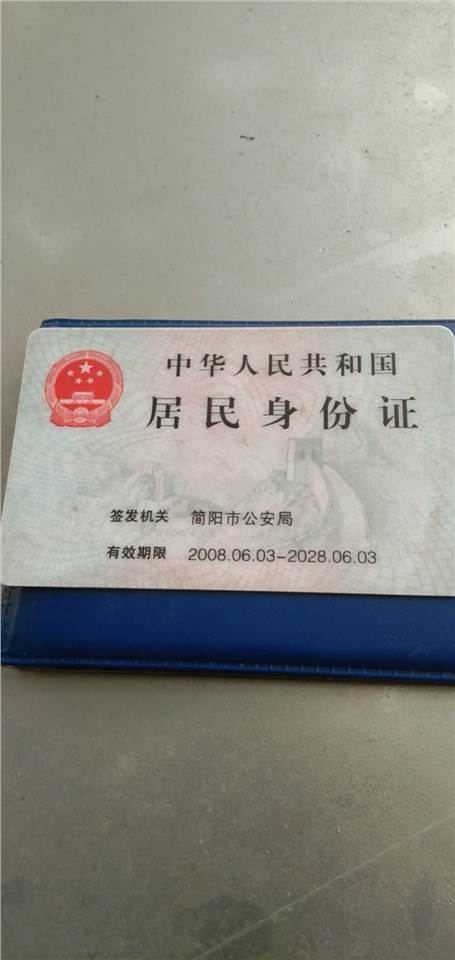 中华人民共和国
居民身份证
签发机关 简阳市公安局
有效期限 2008.06.03-2028.06.03